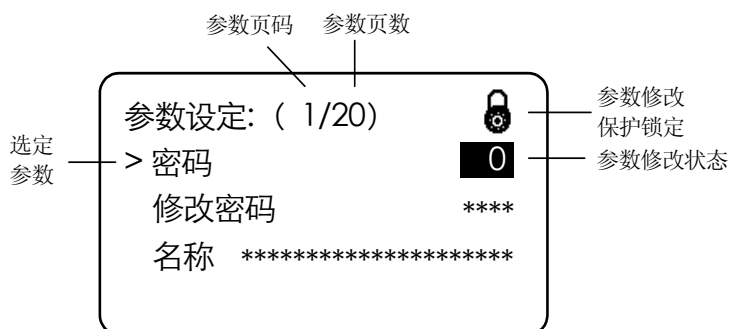 参数页码 参数页数
参数设定: ( 1/20)
参数修改
保护锁定
选定
参数
> 密码 0
参数修改状态
修改密码 ****
名称 *********************